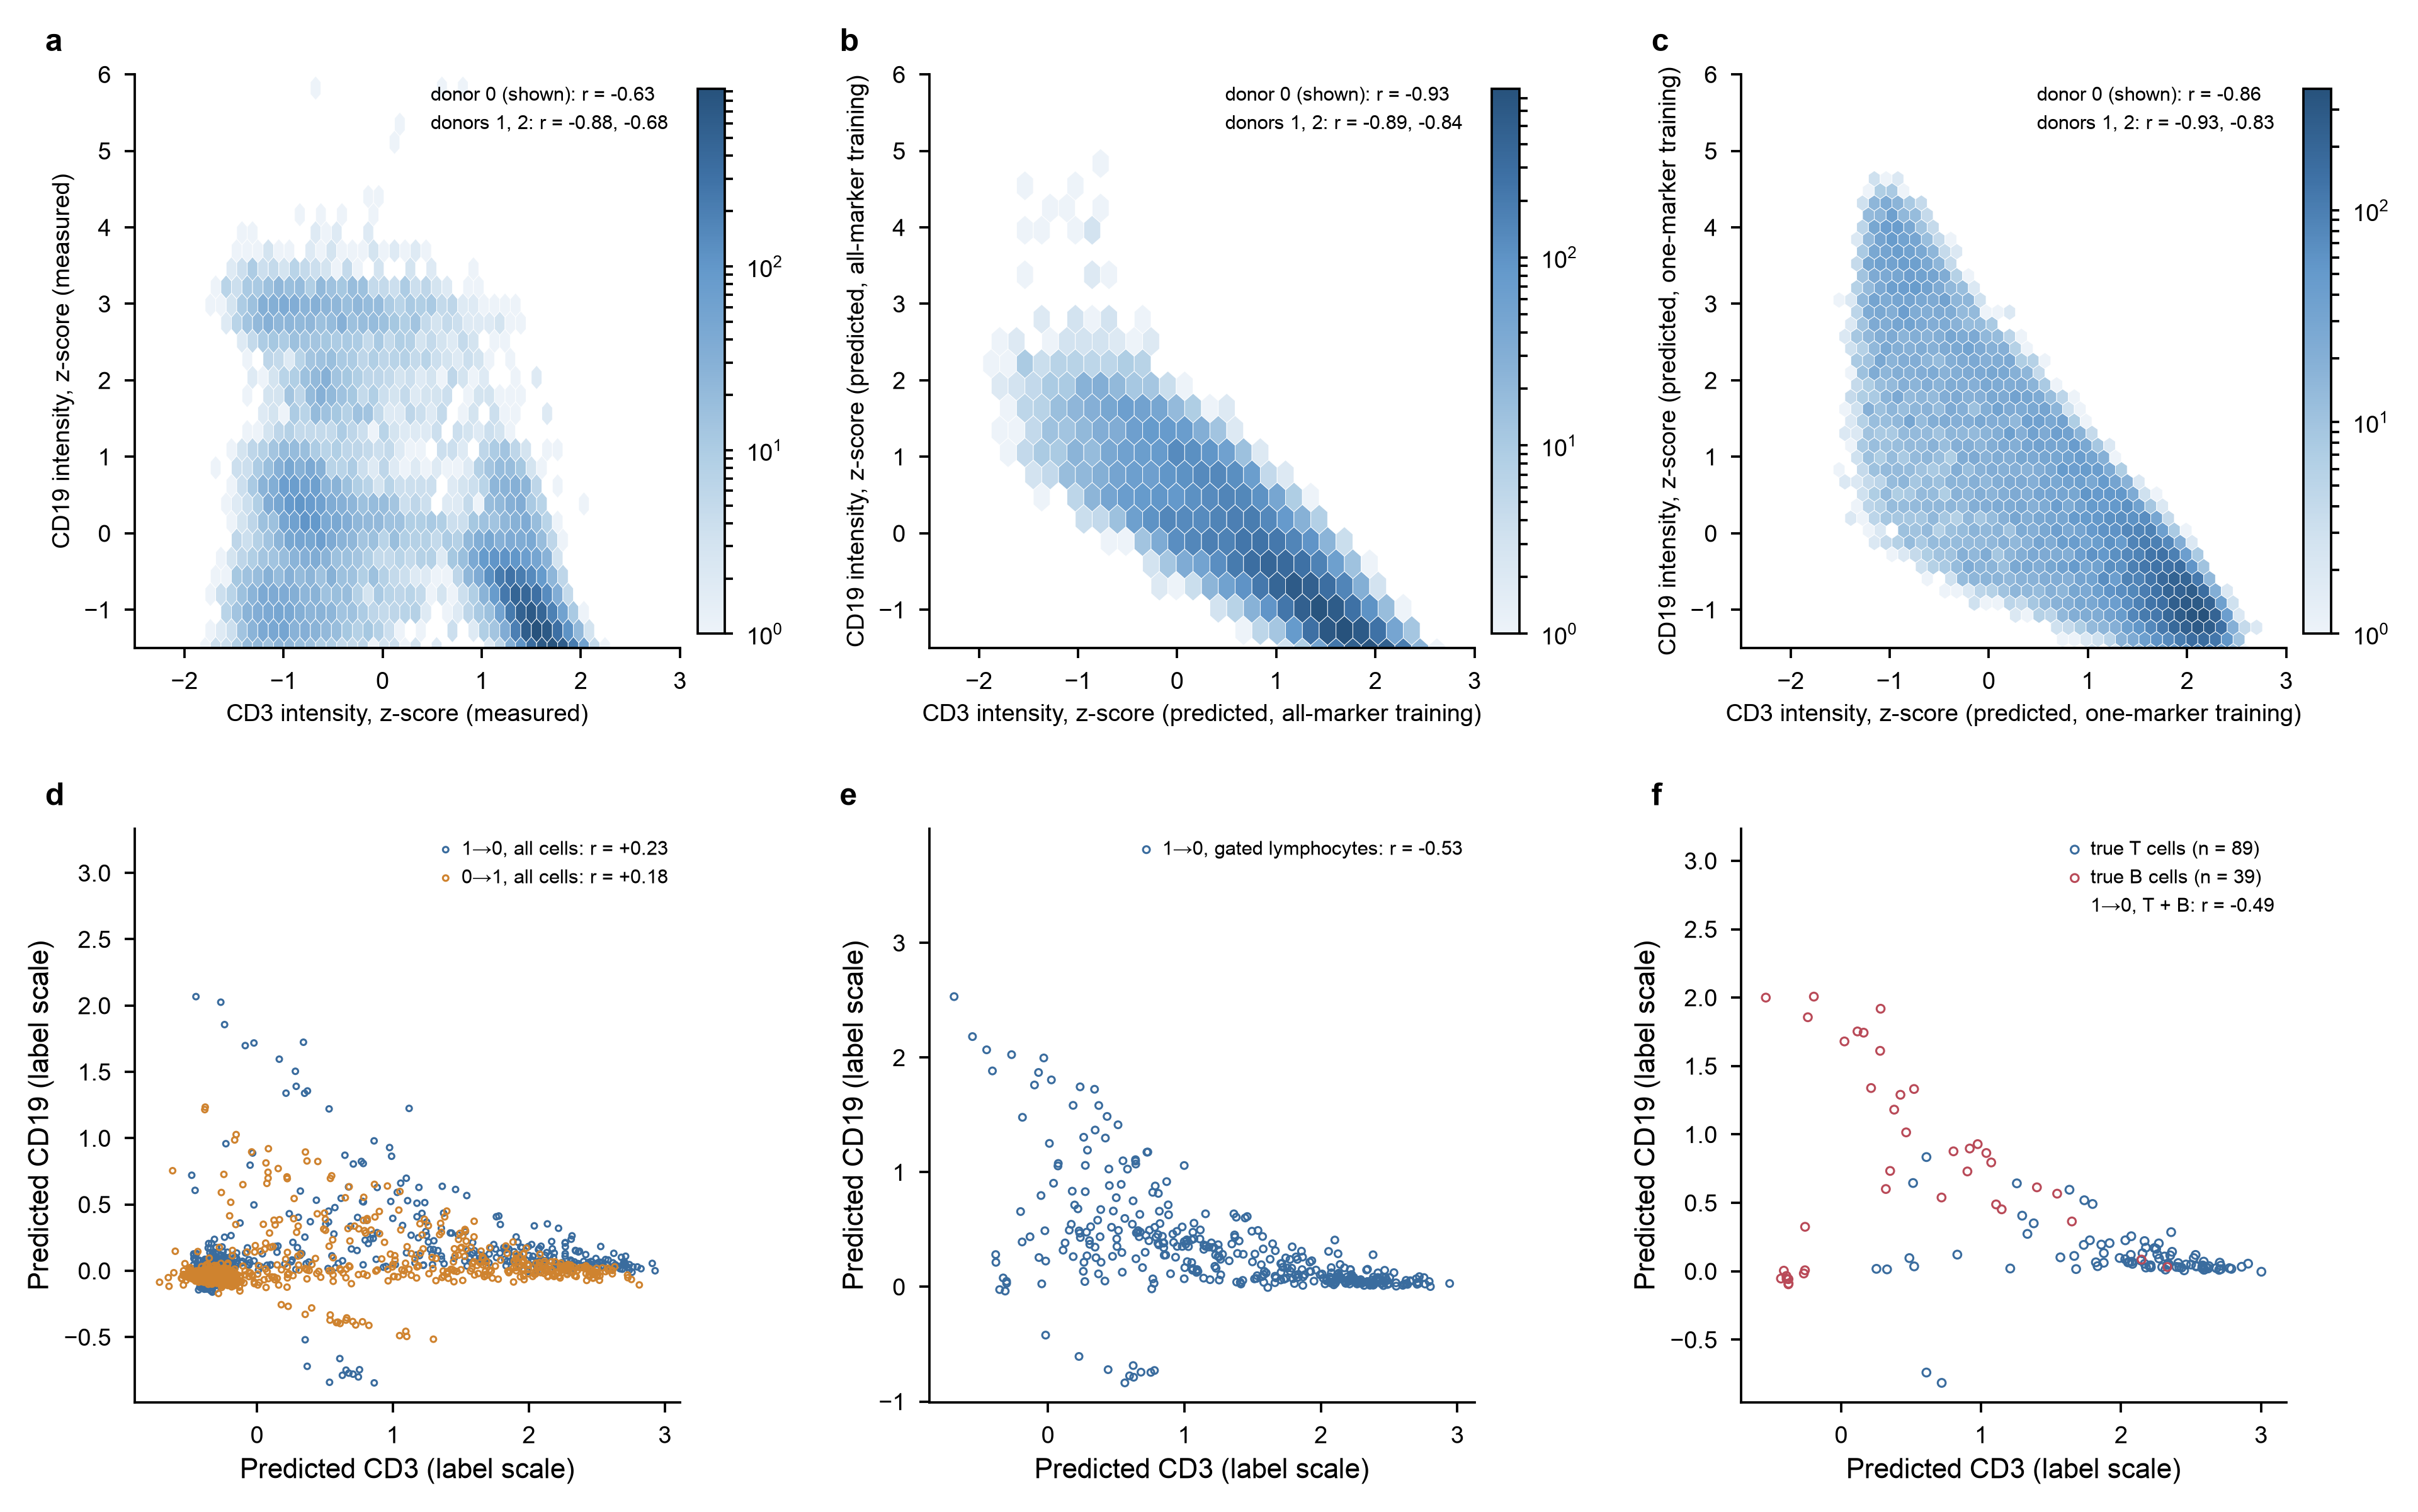 a
6
5
4
3
2
1
0
−1
−2
−1
0
1
2
3
CD19 intensity, z-score (measured)
CD3 intensity, z-score (measured)
donor 0 (shown): r = -0.63
donors 1, 2: r = -0.88, -0.68
10²
10¹
10⁰
b
6
5
4
3
2
1
0
−1
−2
−1
0
1
2
3
CD19 intensity, z-score (predicted, all-marker training)
CD3 intensity, z-score (predicted, all-marker training)
donor 0 (shown): r = -0.93
donors 1, 2: r = -0.89, -0.84
10²
10¹
10⁰
c
6
5
4
3
2
1
0
−1
−2
−1
0
1
2
3
CD19 intensity, z-score (predicted, one-marker training)
CD3 intensity, z-score (predicted, one-marker training)
donor 0 (shown): r = -0.86
donors 1, 2: r = -0.93, -0.83
10²
10¹
10⁰
d
3.0
2.5
2.0
1.5
1.0
0.5
0.0
−0.5
0
1
2
3
Predicted CD19 (label scale)
Predicted CD3 (label scale)
1→0, all cells: r = +0.23
0→1, all cells: r = +0.18
e
3
2
1
0
−1
0
1
2
3
Predicted CD19 (label scale)
Predicted CD3 (label scale)
1→0, gated lymphocytes: r = -0.53
f
3.0
2.5
2.0
1.5
1.0
0.5
0.0
−0.5
0
1
2
3
Predicted CD19 (label scale)
Predicted CD3 (label scale)
true T cells (n = 89)
true B cells (n = 39)
1→0, T + B: r = -0.49